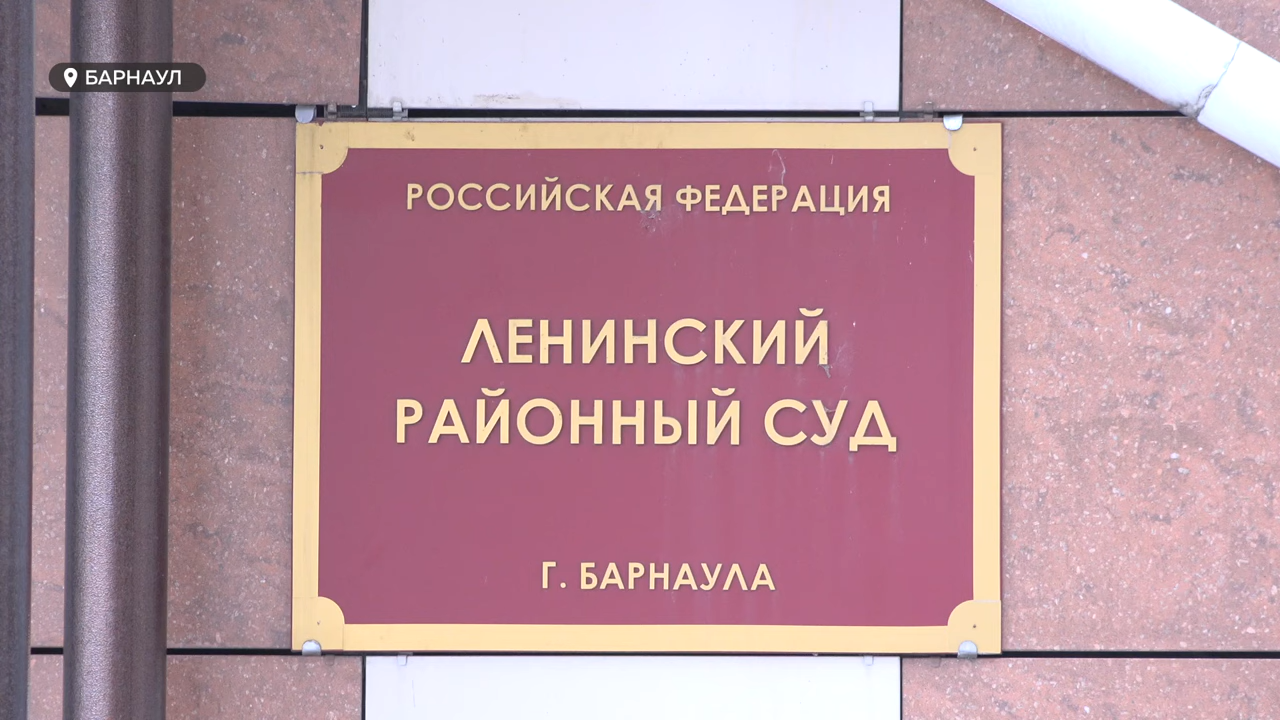 БАРНАУЛ
РОССИЙСКАЯ ФЕДЕРАЦИЯ
ЛЕНИНСКИЙ
РАЙОННЫЙ СУД
Г. БАРНАУЛА